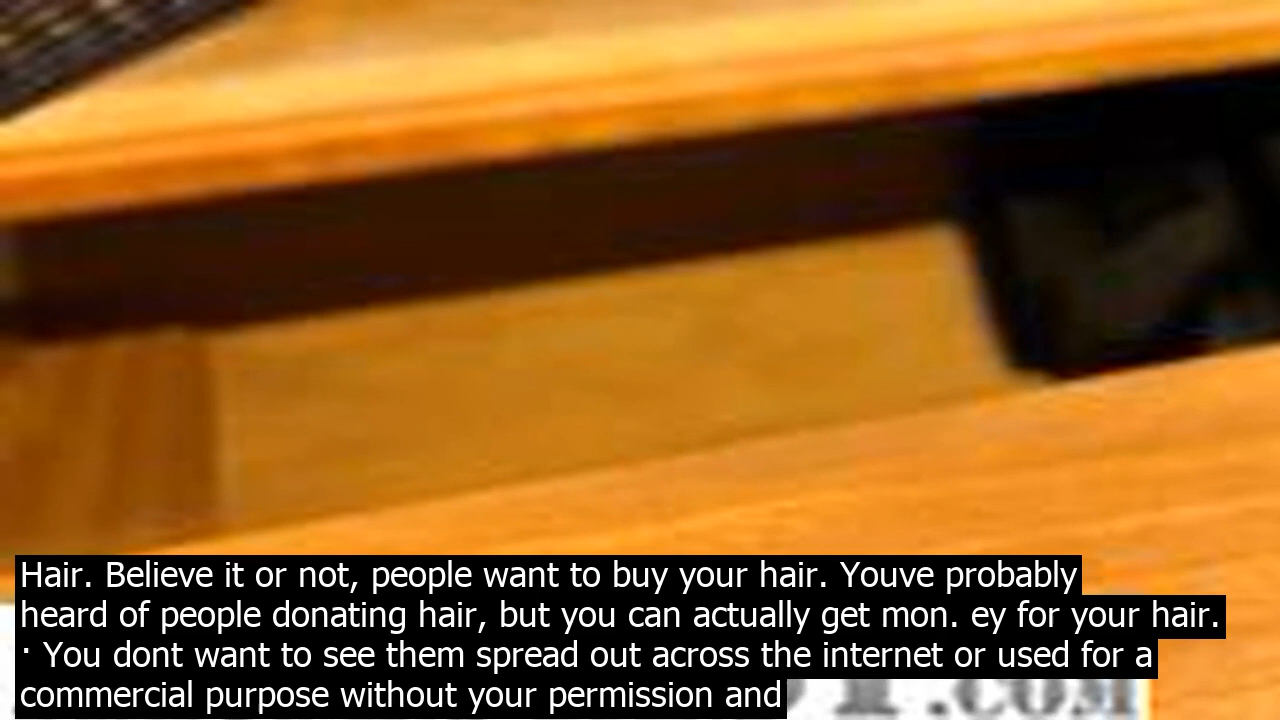 Hair. Believe it or not, people want to buy your hair. Youve probably
heard of people donating hair, but you can actually get mon. ey for your hair.
· You dont want to see them spread out across the internet or used for a
commercial purpose without your permission and
.COM